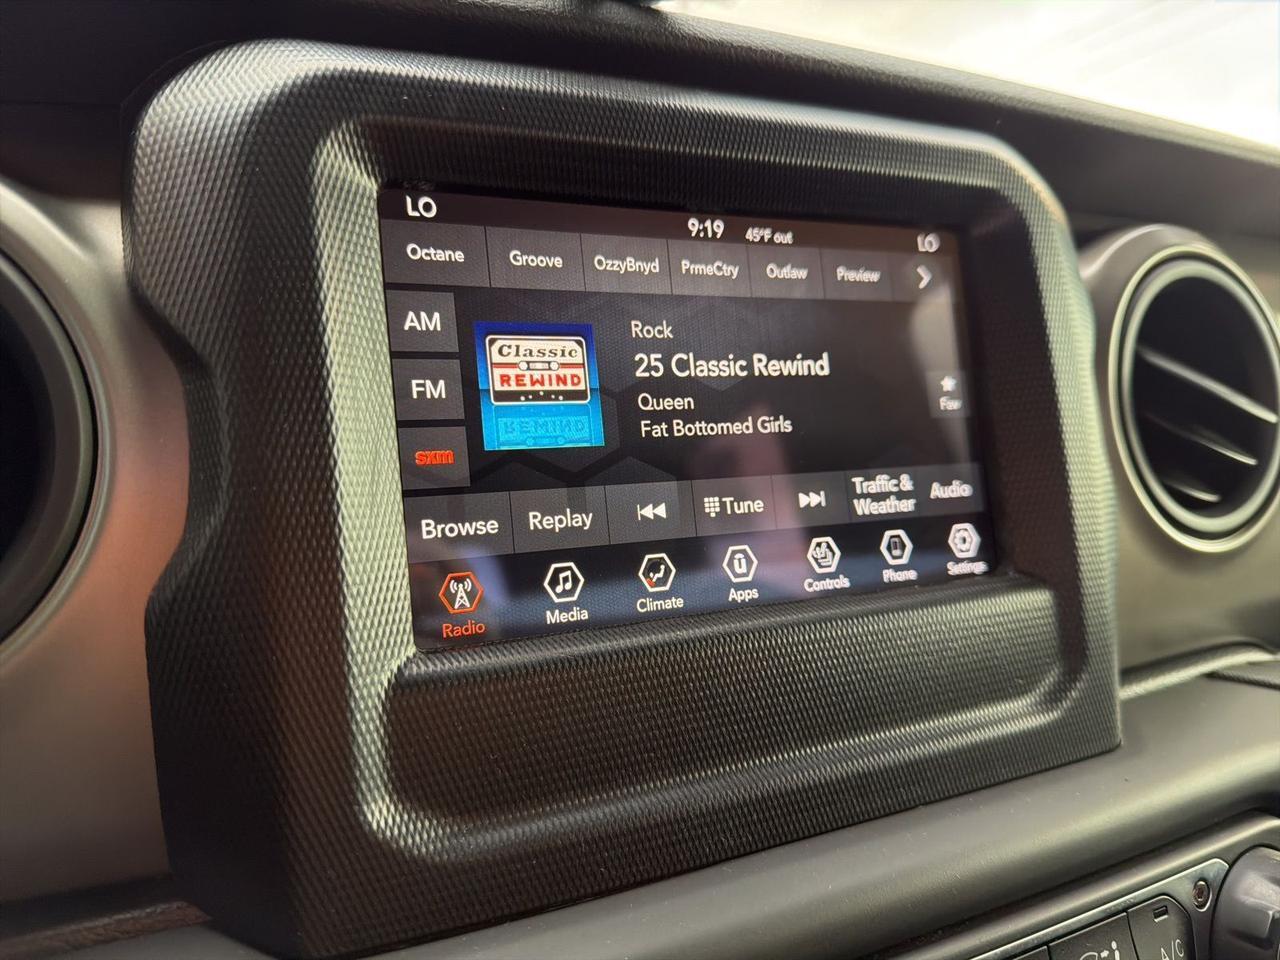 LO
9:19 45°F out
LO
Octane Groove OzzyBnyd PrmeCtry Outlaw Preview
AM
FM
sxm
Classic
REWIND
Rock
25 Classic Rewind
Queen
Fat Bottomed Girls
Fav
Browse Replay Tune Traffic & Weather Audio
Radio Media Climate Apps Controls Phone Settings
A/C